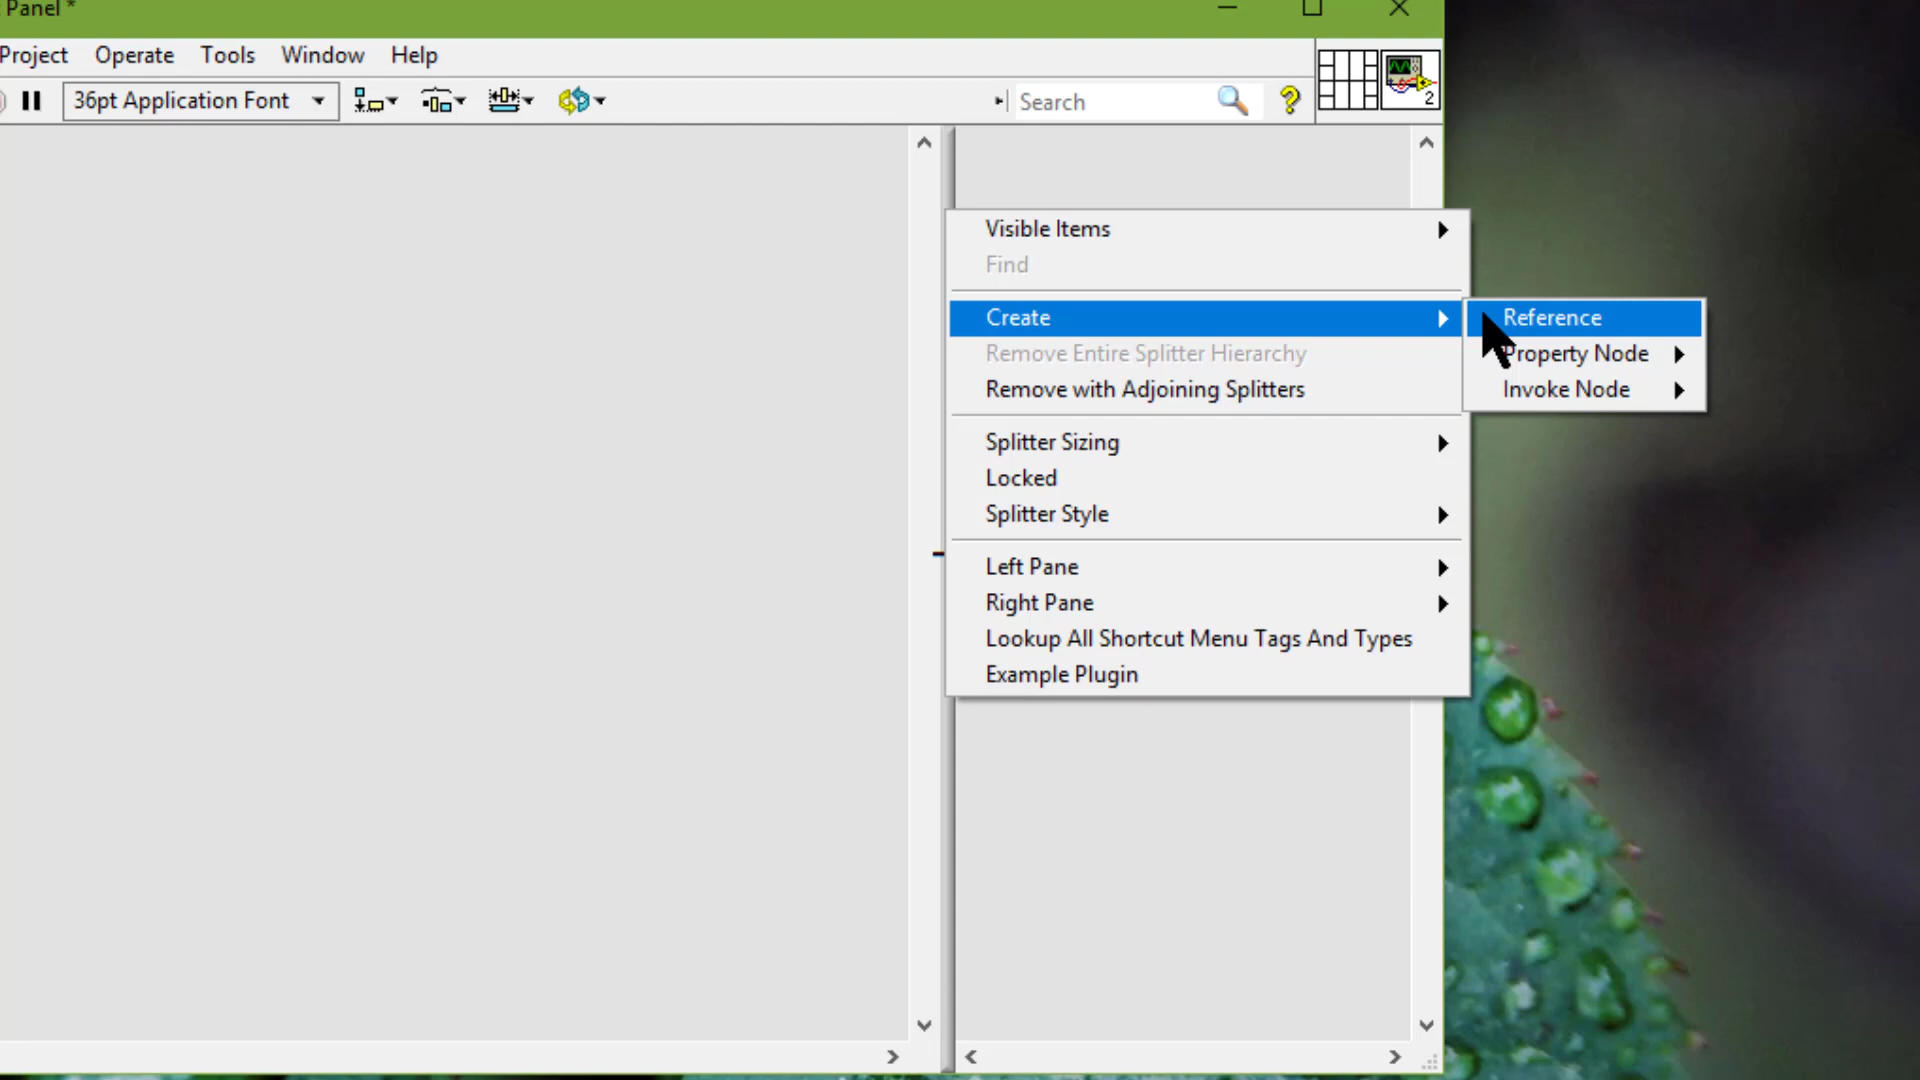 Panel *
Project Operate Tools Window Help
36pt Application Font
Search
2
Visible Items
Find
Create
Remove Entire Splitter Hierarchy
Remove with Adjoining Splitters
Splitter Sizing
Locked
Splitter Style
Left Pane
Right Pane
Lookup All Shortcut Menu Tags And Types
Example Plugin
Reference
Property Node
Invoke Node